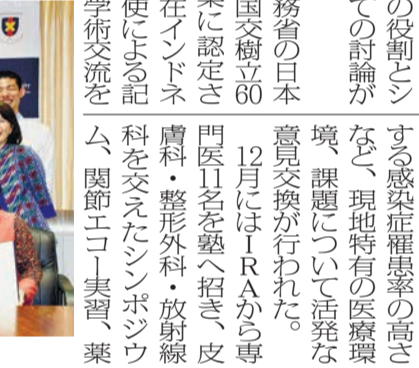 の役割とシ
ての討論が
務省の日本
国交樹立60
業に認定さ
在インドネ
使による記
学術交流を
する感染症罹患率の高さ
など、現地特有の医療環
境、課題について活発な
意見交換が行われた。
12月にはIRAから専
門医11名を塾へ招き、皮
膚科・整形外科・放射線
科を交えたシンポジウ
ム、関節エコー実習、薬